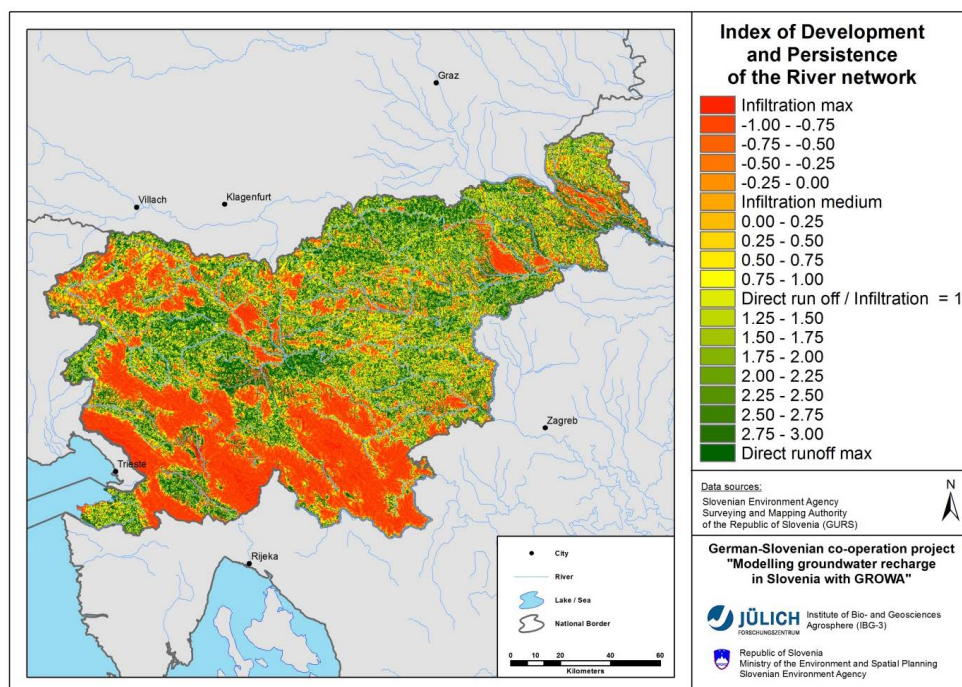 Graz
Villach
Klagenfurt
Zagreb
Trieste
Rijeka
City
River
Lake / Sea
National Border
0 10 20 40 60
Kilometers
Index of Development
and Persistence
of the River network
Infiltration max
-1.00 - -0.75
-0.75 - -0.50
-0.50 - -0.25
-0.25 - 0.00
Infiltration medium
0.00 - 0.25
0.25 - 0.50
0.50 - 0.75
0.75 - 1.00
Direct run off / Infiltration = 1
1.25 - 1.50
1.50 - 1.75
1.75 - 2.00
2.00 - 2.25
2.25 - 2.50
2.50 - 2.75
2.75 - 3.00
Direct runoff max
Data sources:
Slovenian Environment Agency
Surveying and Mapping Authority
of the Republic of Slovenia (GURS)
N
German-Slovenian co-operation project
"Modelling groundwater recharge
in Slovenia with GROWA"
JÜLICH
FORSCHUNGSZENTRUM
Institute of Bio- and Geosciences
Agrosphere (IBG-3)
Republic of Slovenia
Ministry of the Environment and Spatial Planning
Slovenian Environment Agency